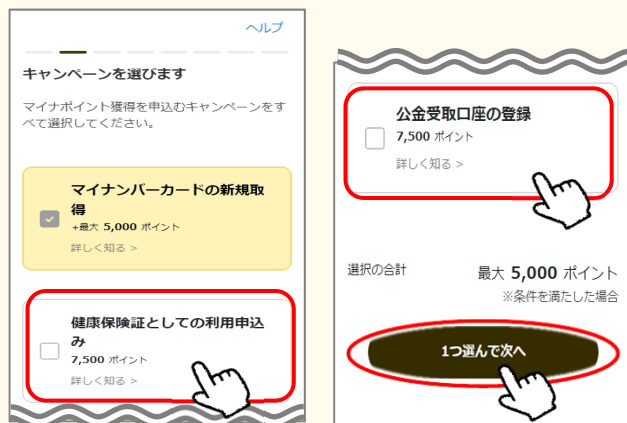 ヘルプ
キャンペーンを選びます
マイナポイント獲得を申込むキャンペーンをす
べて選択してください。
マイナンバーカードの新規取
得
+最大 5,000 ポイント
詳しく知る >
健康保険証としての利用申込
み
7,500 ポイント
詳しく知る >
公金受取口座の登録
7,500 ポイント
詳しく知る >
選択の合計
最大 5,000 ポイント
※条件を満たした場合
1つ選んで次へ